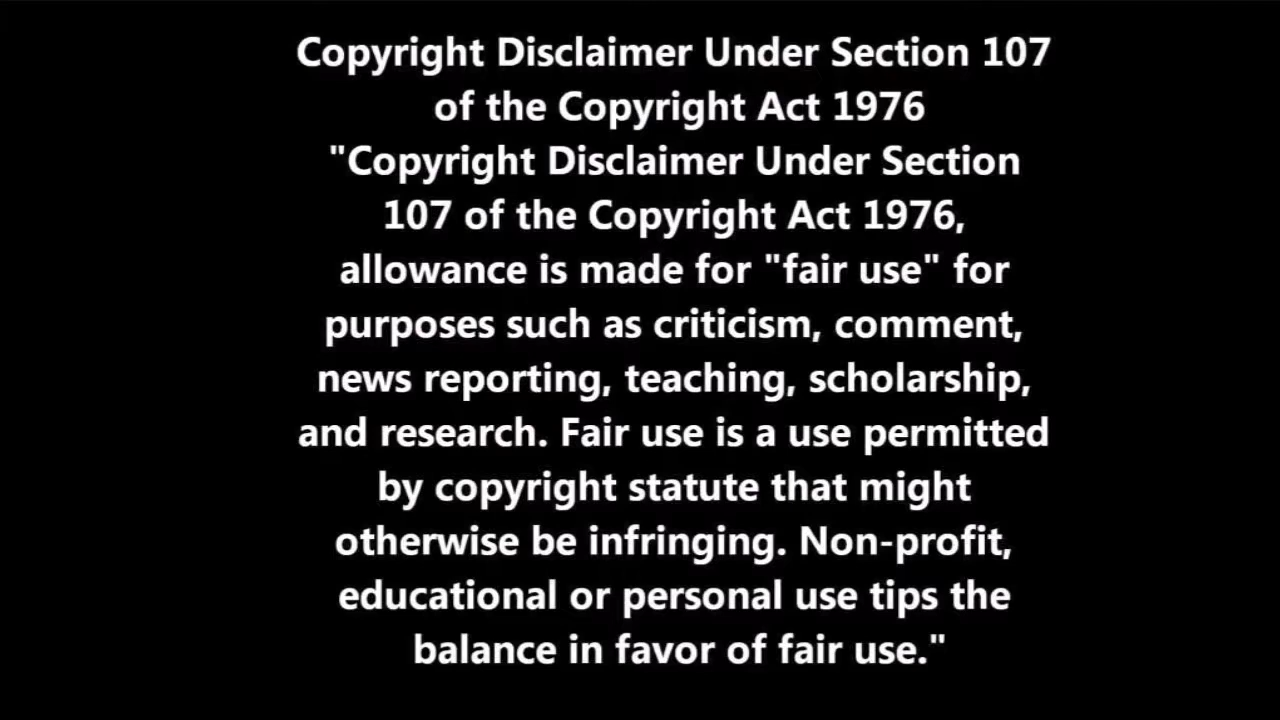 Copyright Disclaimer Under Section 107
of the Copyright Act 1976
"Copyright Disclaimer Under Section
107 of the Copyright Act 1976,
allowance is made for "fair use" for
purposes such as criticism, comment,
news reporting, teaching, scholarship,
and research. Fair use is a use permitted
by copyright statute that might
otherwise be infringing. Non-profit,
educational or personal use tips the
balance in favor of fair use."